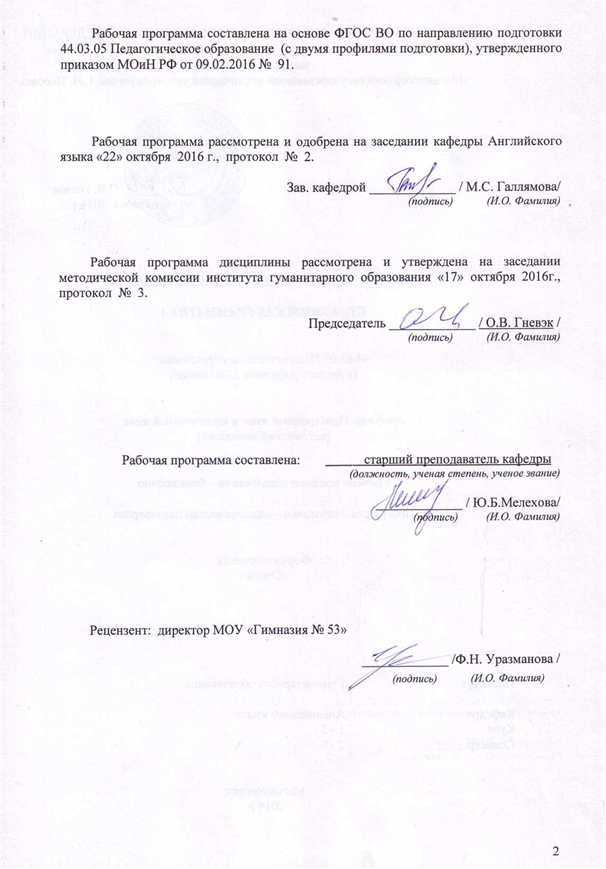 Рабочая программа составлена на основе ФГОС ВО по направлению подготовки
44.03.05 Педагогическое образование (с двумя профилями подготовки), утвержденного
приказом МОиН РФ от 09.02.2016 № 91.
Рабочая программа рассмотрена и одобрена на заседании кафедры Английского
языка «22» октября 2016 г., протокол № 2.
Зав. кафедрой _____________ / М.С. Галлямова/
(подпись) (И.О. Фамилия)
Рабочая программа дисциплины рассмотрена и утверждена на заседании
методической комиссии института гуманитарного образования «17» октября 2016г.,
протокол № 3.
Председатель _____________ / О.В. Гневэк /
(подпись) (И.О. Фамилия)
Рабочая программа составлена: старший преподаватель кафедры
(должность, ученая степень, ученое звание)
_____________ / Ю.Б.Мелехова/
(подпись) (И.О. Фамилия)
Рецензент: директор МОУ «Гимназия № 53»
_____________ /Ф.Н. Уразманова /
(подпись) (И.О. Фамилия)
2